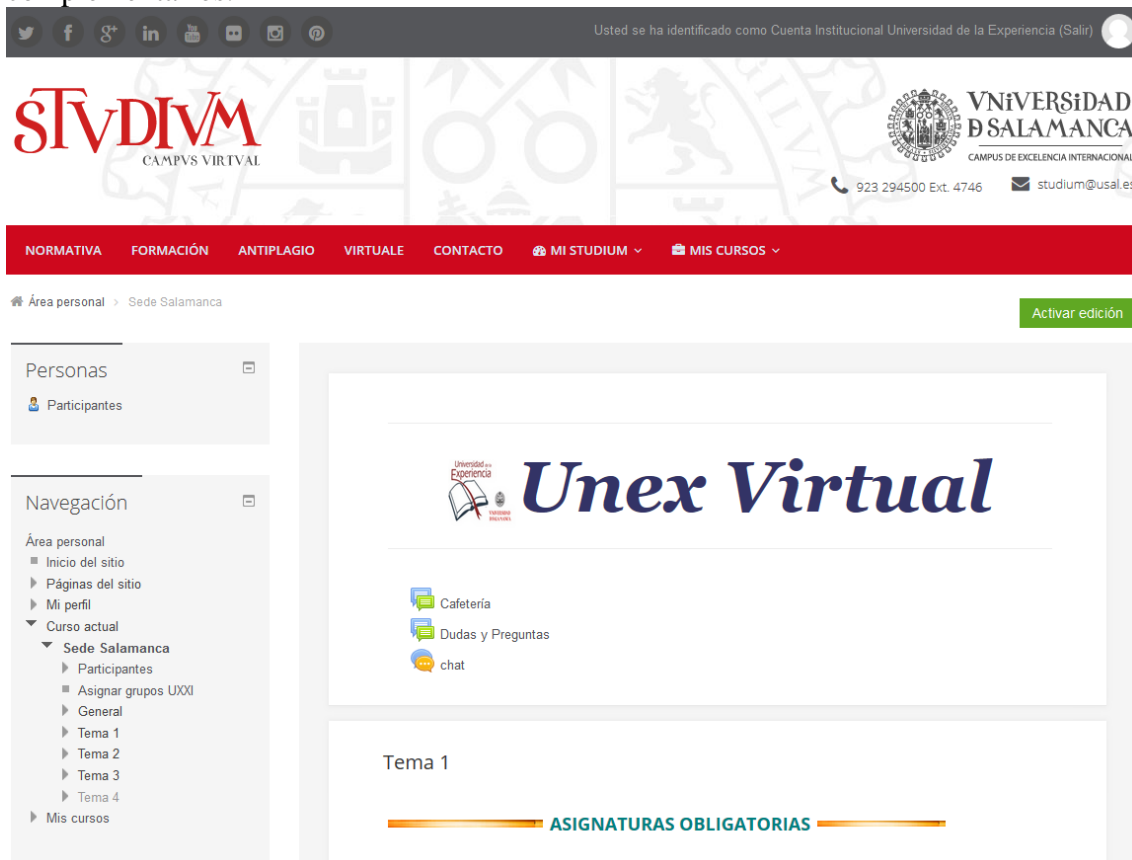 Usted se ha identificado como Cuenta Institucional Universidad de la Experiencia (Salir)
STVDIVM
CAMPVS VIRTVAL
VNiVERSiDAD
Ð SALAMANCA
CAMPUS DE EXCELENCIA INTERNACIONAL
923 294500 Ext. 4746 studium@usal.es
NORMATIVA FORMACIÓN ANTIPLAGIO VIRTUALE CONTACTO MI STUDIUM MIS CURSOS
Área personal > Sede Salamanca
Activar edición
Personas
Participantes
Navegación
Área personal
Inicio del sitio
Páginas del sitio
Mi perfil
Curso actual
Sede Salamanca
Participantes
Asignar grupos UXXI
General
Tema 1
Tema 2
Tema 3
Tema 4
Mis cursos
Universidad de la
Experiencia
Unex Virtual
Cafetería
Dudas y Preguntas
chat
Tema 1
ASIGNATURAS OBLIGATORIAS